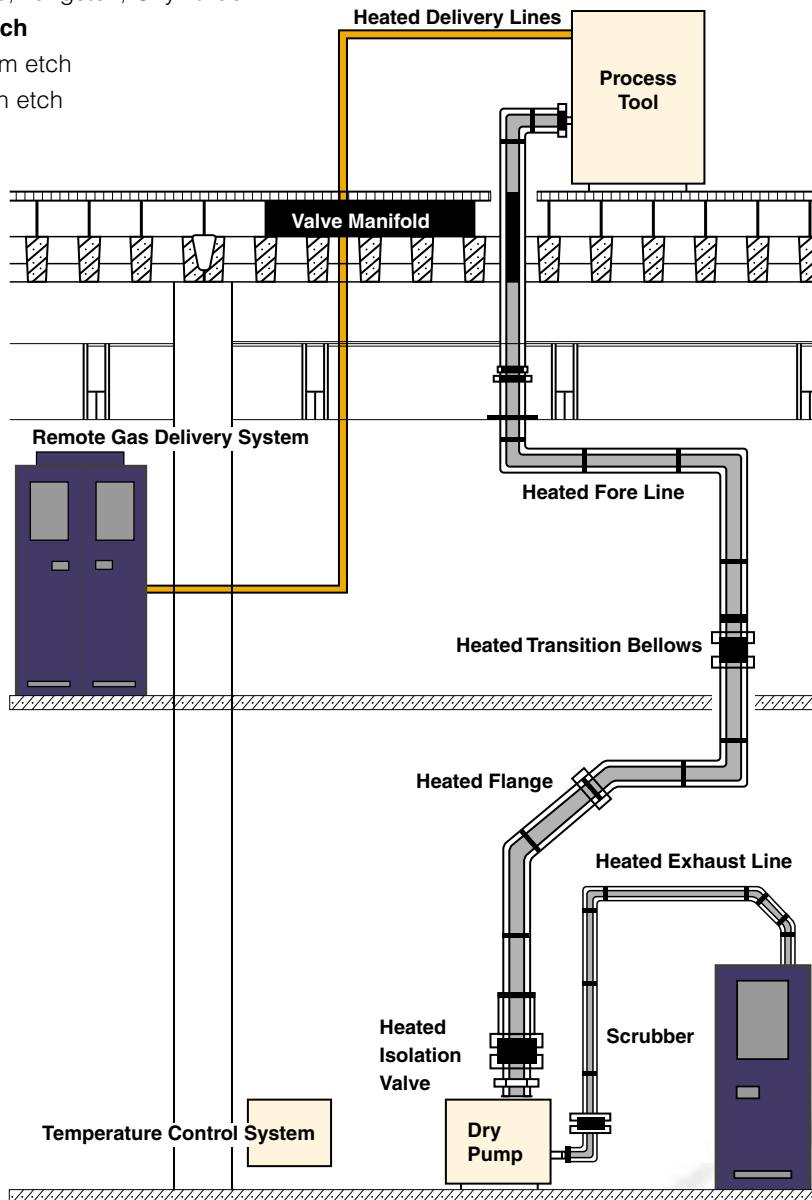 ch
m etch
n etch
Heated Delivery Lines
Process
Tool
Valve Manifold
Remote Gas Delivery System
Heated Fore Line
Heated Transition Bellows
Heated Flange
Heated Exhaust Line
Heated
Isolation
Valve
Scrubber
Temperature Control System
Dry
Pump